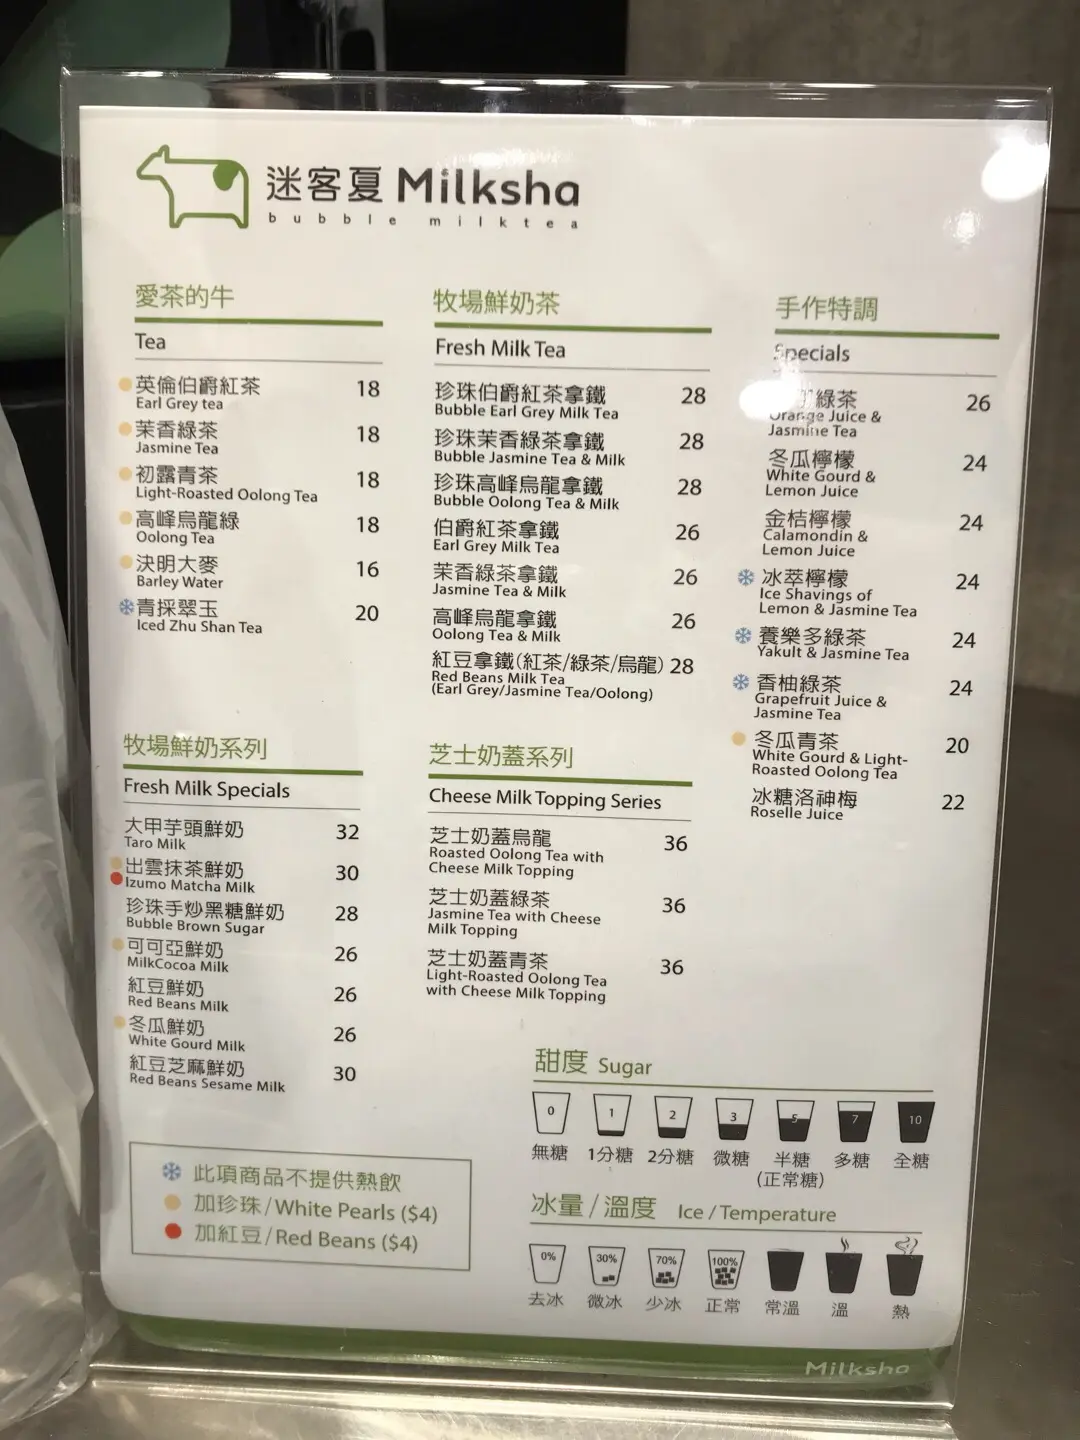 迷客夏 Milksha
bubble milktea
愛茶的牛
Tea
英倫伯爵紅茶 18
Earl Grey tea
茉香綠茶 18
Jasmine Tea
初露青茶 18
Light-Roasted Oolong Tea
高峰烏龍綠 18
Oolong Tea
決明大麥 16
Barley Water
青採翠玉 20
Iced Zhu Shan Tea
牧場鮮奶茶
Fresh Milk Tea
珍珠伯爵紅茶拿鐵 28
Bubble Earl Grey Milk Tea
珍珠茉香綠茶拿鐵 28
Bubble Jasmine Tea & Milk
珍珠高峰烏龍拿鐵 28
Bubble Oolong Tea & Milk
伯爵紅茶拿鐵 26
Earl Grey Milk Tea
茉香綠茶拿鐵 26
Jasmine Tea & Milk
高峰烏龍拿鐵 26
Oolong Tea & Milk
紅豆拿鐵(紅茶/綠茶/烏龍) 28
Red Beans Milk Tea
(Earl Grey/Jasmine Tea/Oolong)
手作特調
Specials
綠茶 26
Orange Juice &
Jasmine Tea
冬瓜檸檬 24
White Gourd &
Lemon Juice
金桔檸檬 24
Calamondin &
Lemon Juice
冰萃檸檬 24
Ice Shavings of
Lemon & Jasmine Tea
養樂多綠茶 24
Yakult & Jasmine Tea
香柚綠茶 24
Grapefruit Juice &
Jasmine Tea
冬瓜青茶 20
White Gourd & Light-
Roasted Oolong Tea
冰糖洛神梅 22
Roselle Juice
牧場鮮奶系列
Fresh Milk Specials
大甲芋頭鮮奶 32
Taro Milk
出雲抹茶鮮奶 30
Izumo Matcha Milk
珍珠手炒黑糖鮮奶 28
Bubble Brown Sugar
可可亞鮮奶 26
MilkCocoa Milk
紅豆鮮奶 26
Red Beans Milk
冬瓜鮮奶 26
White Gourd Milk
紅豆芝麻鮮奶 30
Red Beans Sesame Milk
芝士奶蓋系列
Cheese Milk Topping Series
芝士奶蓋烏龍 36
Roasted Oolong Tea with
Cheese Milk Topping
芝士奶蓋綠茶 36
Jasmine Tea with Cheese
Milk Topping
芝士奶蓋青茶 36
Light-Roasted Oolong Tea
with Cheese Milk Topping
此項商品不提供熱飲
加珍珠/White Pearls ($4)
加紅豆/Red Beans ($4)
甜度 Sugar
0 1 2 3 5 7 10
無糖 1分糖 2分糖 微糖 半糖 多糖 全糖
(正常糖)
冰量/溫度 Ice / Temperature
0% 30% 70% 100%
去冰 微冰 少冰 正常 常溫 溫 熱
Milksha